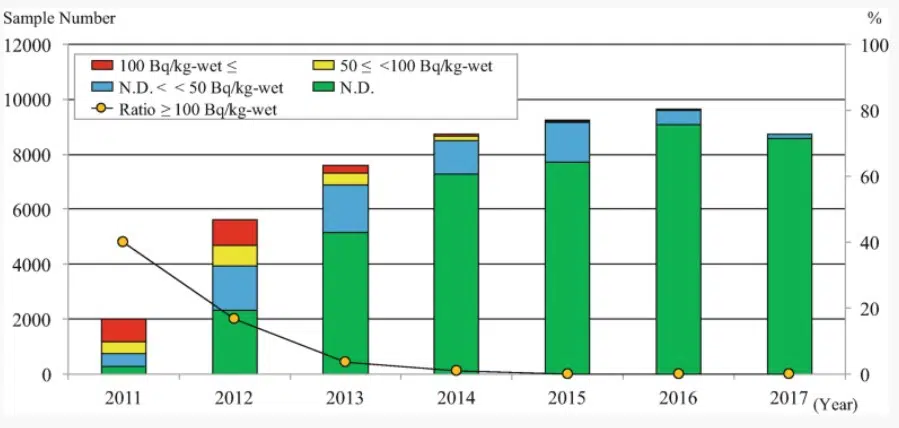 Sample Number %
12000 100
100 Bq/kg-wet ≤ 50 ≤ <100 Bq/kg-wet
N.D. < < 50 Bq/kg-wet N.D.
Ratio ≥ 100 Bq/kg-wet
10000 80
8000
60
6000
4000 40
2000 20
0 0
2011 2012 2013 2014 2015 2016 2017 (Year)